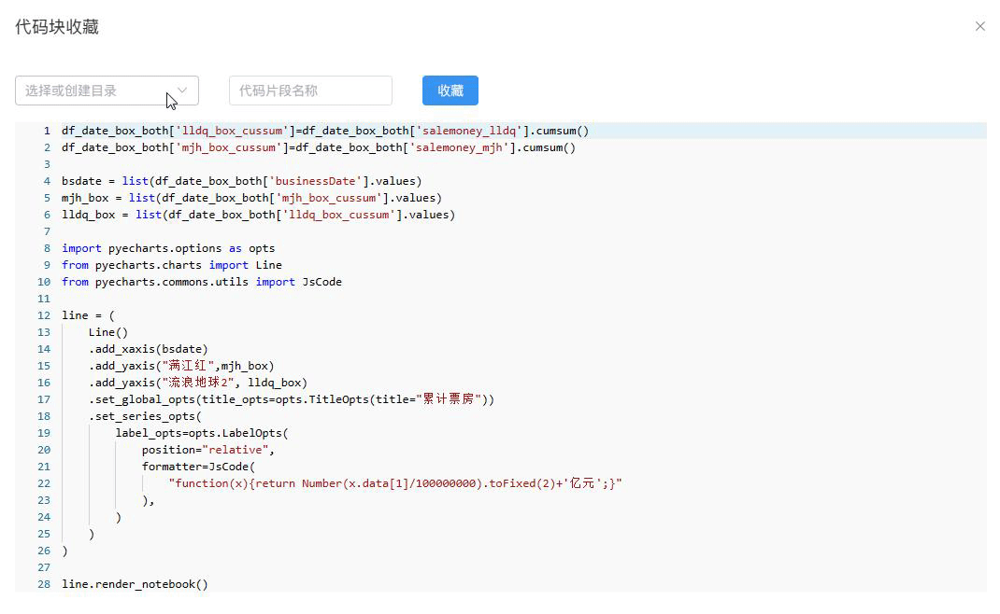 代码块收藏
选择或创建目录 代码片段名称 收藏
1 df_date_box_both['lldq_box_cussum']=df_date_box_both['salemoney_lldq'].cumsum()
2 df_date_box_both['mjh_box_cussum']=df_date_box_both['salemoney_mjh'].cumsum()
3
4 bsdate = list(df_date_box_both['businessDate'].values)
5 mjh_box = list(df_date_box_both['mjh_box_cussum'].values)
6 lldq_box = list(df_date_box_both['lldq_box_cussum'].values)
7
8 import pyecharts.options as opts
9 from pyecharts.charts import Line
10 from pyecharts.commons.utils import JsCode
11
12 line = (
13     Line()
14     .add_xaxis(bsdate)
15     .add_yaxis("满江红",mjh_box)
16     .add_yaxis("流浪地球2", lldq_box)
17     .set_global_opts(title_opts=opts.TitleOpts(title="累计票房"))
18     .set_series_opts(
19         label_opts=opts.LabelOpts(
20             position="relative",
21             formatter=JsCode(
22                 "function(x){return Number(x.data[1]/100000000).toFixed(2)+'亿元';}"
23             ),
24         )
25     )
26 )
27
28 line.render_notebook()